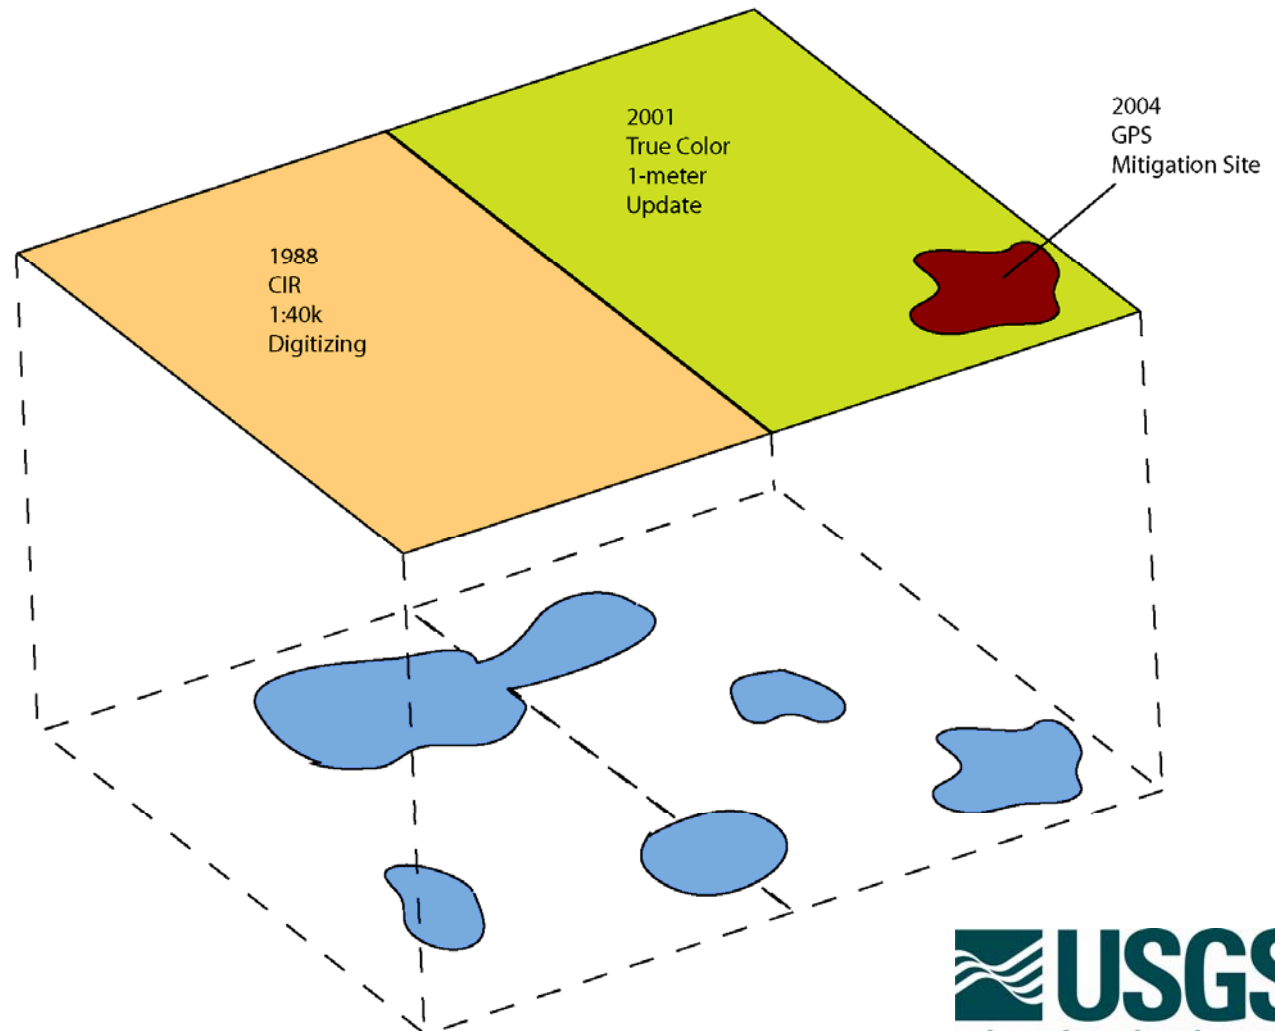 2001
True Color
1-meter
Update
2004
GPS
Mitigation Site
1988
CIR
1:40k
Digitizing
USGS